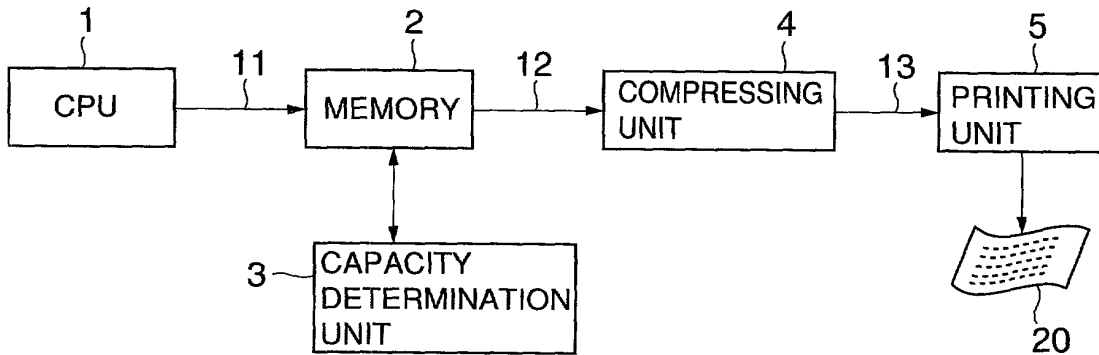 1
2
4
5
11
12
13
CPU
MEMORY
COMPRESSING
UNIT
PRINTING
UNIT
3
CAPACITY
DETERMINATION
UNIT
20